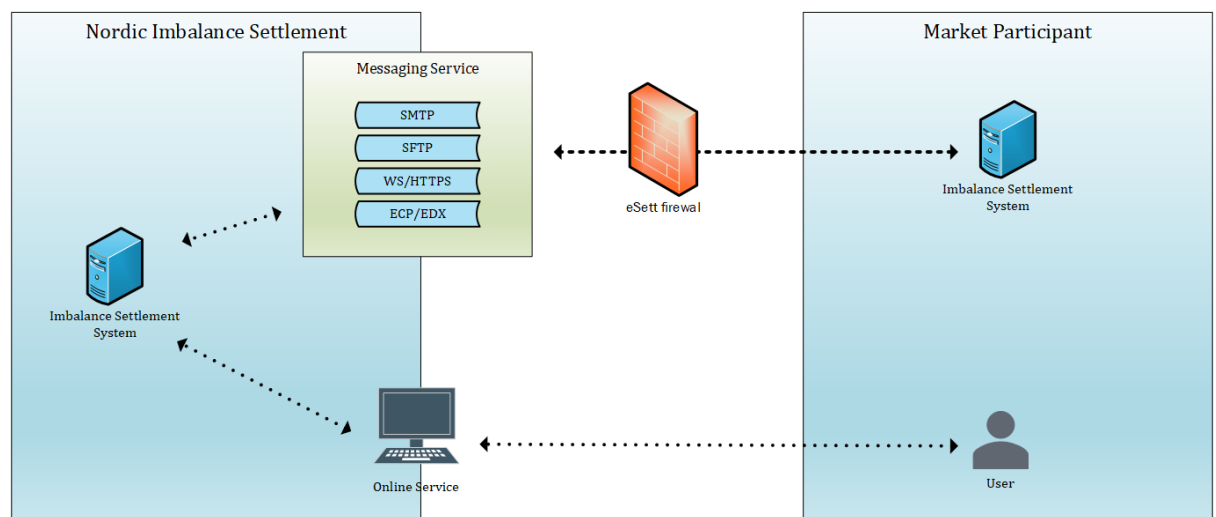 Nordic Imbalance Settlement
Market Participant
Messaging Service
SMTP
SFTP
WS/HTTPS
ECP/EDX
eSett firewal
Imbalance Settlement
System
Imbalance Settlement
System
Online Service
User